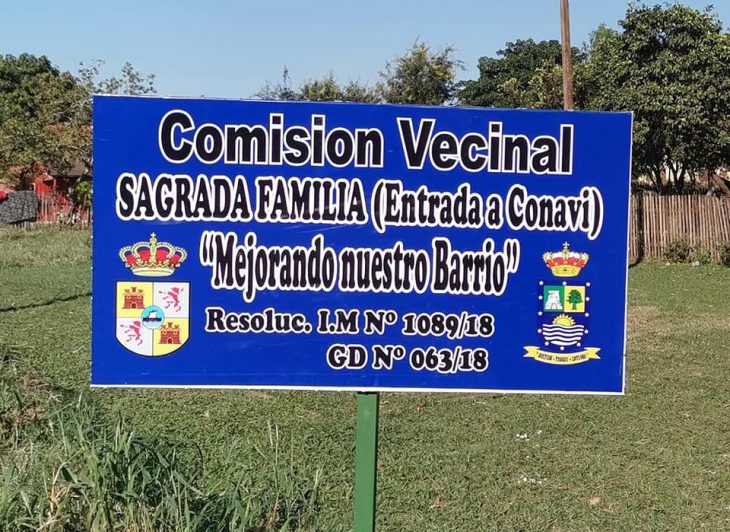 Comision Vecinal
SAGRADA FAMILIA (Entrada a Conavi)
"Mejorando nuestro Barrio"
Resoluc. I.M Nº 1089/18
GD Nº 063/18